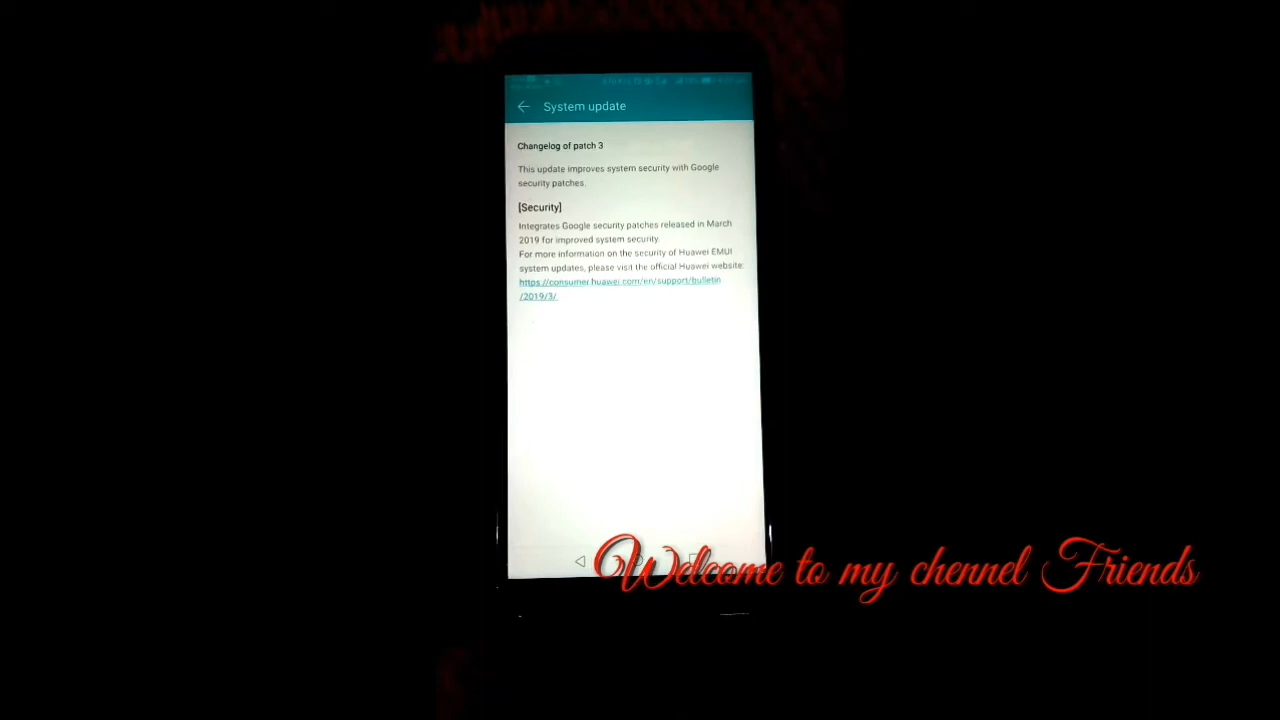 System update
Changelog of patch 3
This update improves system security with Google
security patches.
[Security]
Integrates Google security patches released in March
2019 for improved system security.
For more information on the security of Huawei EMUI
system updates, please visit the official Huawei website:
https://consumer.huawei.com/en/support/bulletin
/2019/3/
Welcome to my chennel Friends